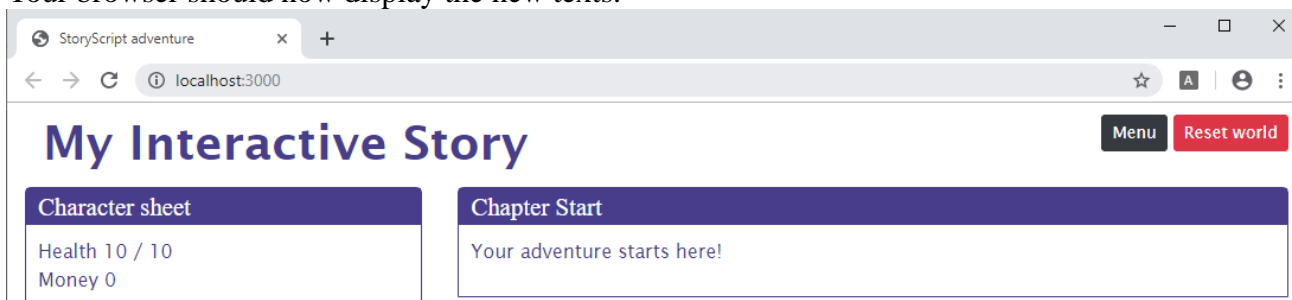 Your browser should now display the new texts:
StoryScript adventure
localhost:3000
A
My Interactive Story
Menu
Reset world
Character sheet
Health 10 / 10
Money 0
Chapter Start
Your adventure starts here!